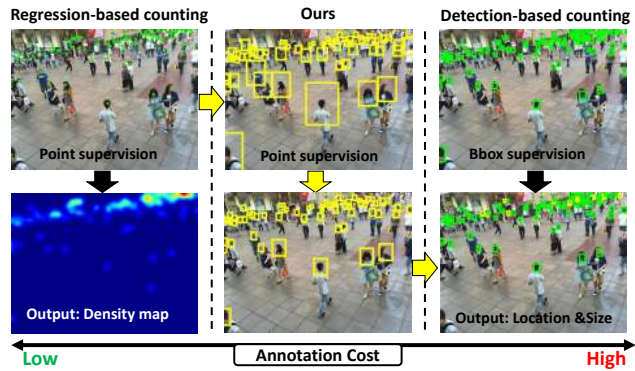 Regression-based counting
Ours
Detection-based counting
Point supervision
Point supervision
Bbox supervision
Output: Density map
Output: Location &Size
Low
Annotation Cost
High